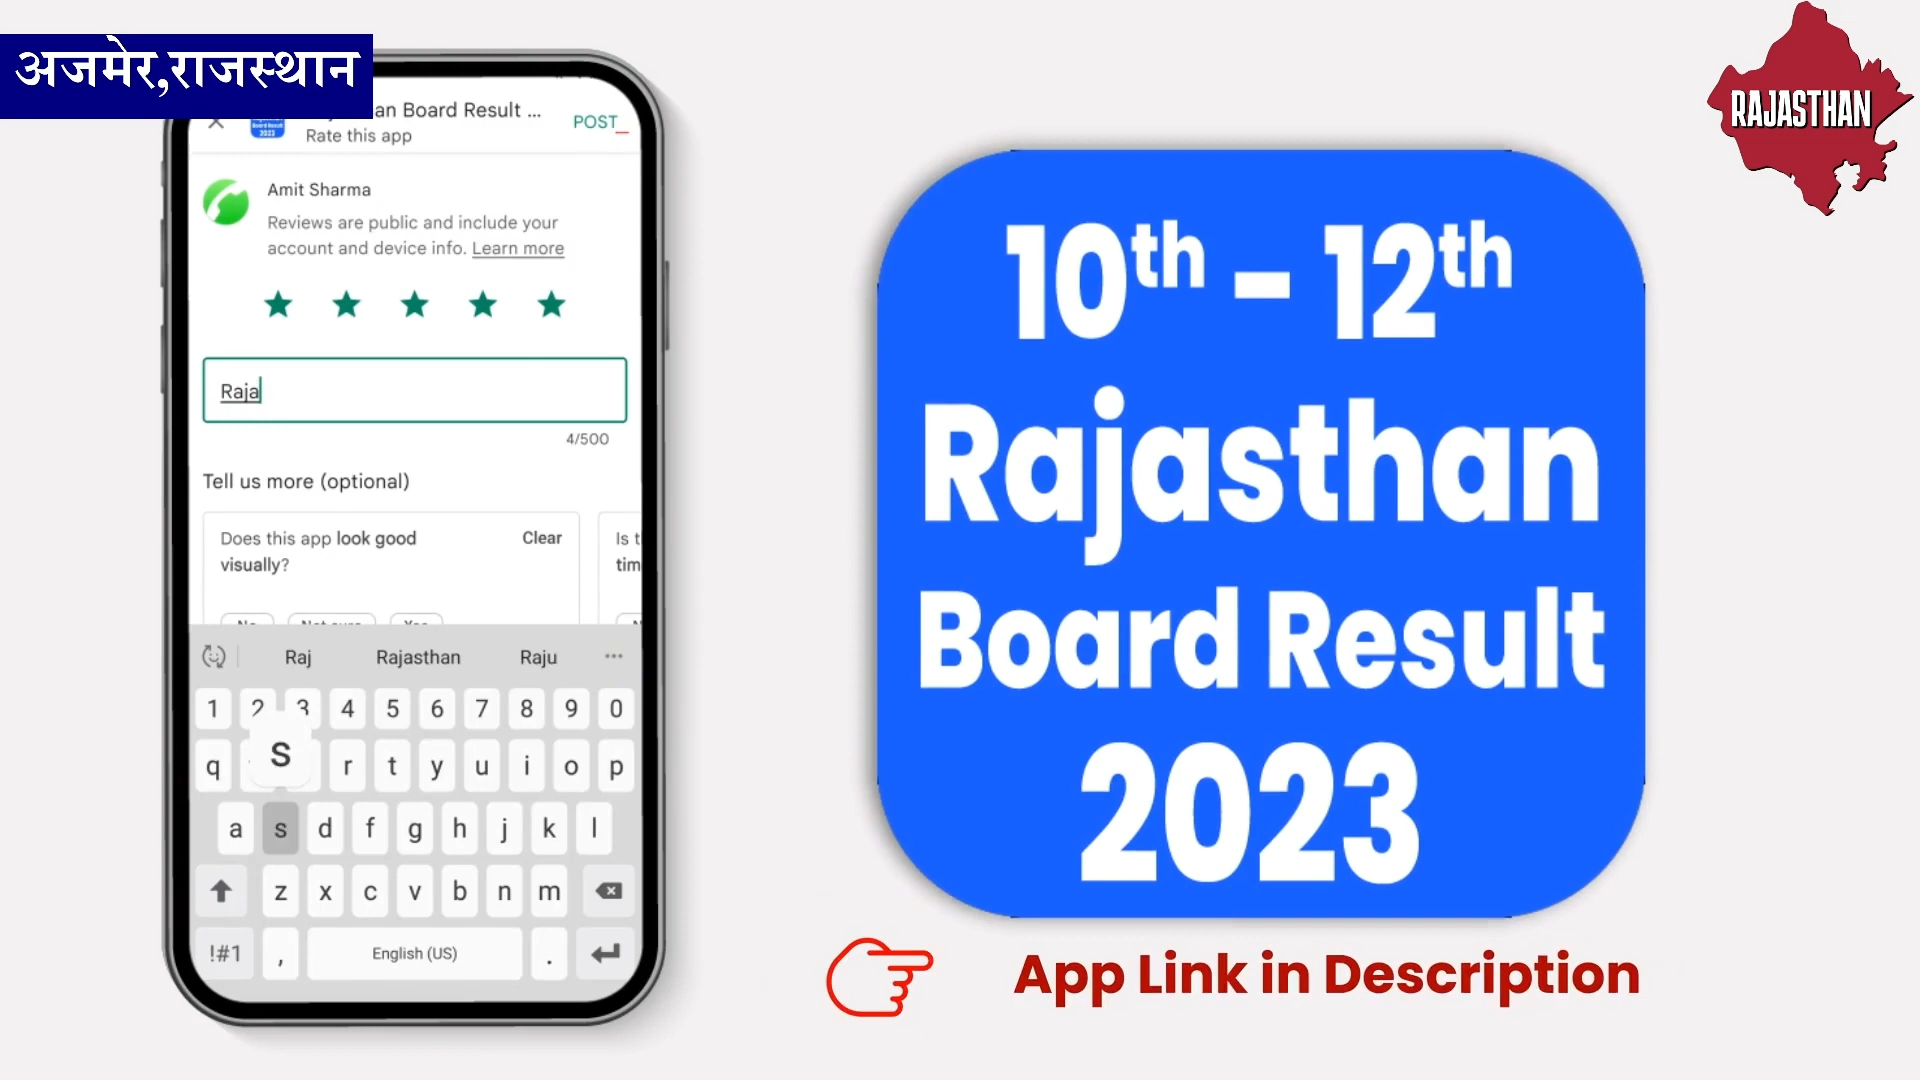 अजमेर,राजस्थान
RAJASTHAN
an Board Result ...
Rate this app
POST
Amit Sharma
Reviews are public and include your
account and device info. Learn more
Raja
4/500
Tell us more (optional)
Does this app look good
visually?
Clear
Is t
tim
Raj Rajasthan Raju
1 2 3 4 5 6 7 8 9 0
S
q r t y u i o p
a s d f g h j k l
z x c v b n m
!#1 , English (US) .
10th - 12th
Rajasthan
Board Result
2023
App Link in Description